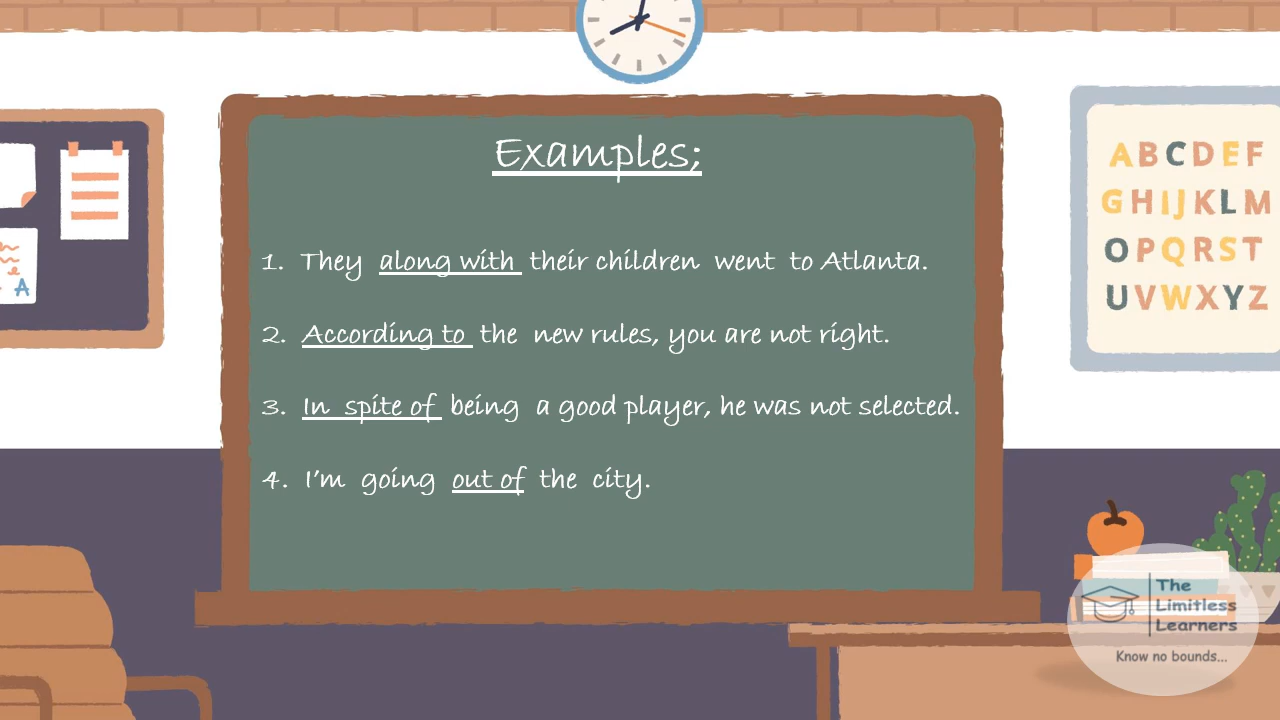 Examples;
1. They along with their children went to Atlanta.
2. According to the new rules, you are not right.
3. In spite of being a good player, he was not selected.
4. I'm going out of the city.
A
ABCDEF
GHIJKLM
OPQRST
UVWXYZ
The
Limitless
Learners
Know no bounds...